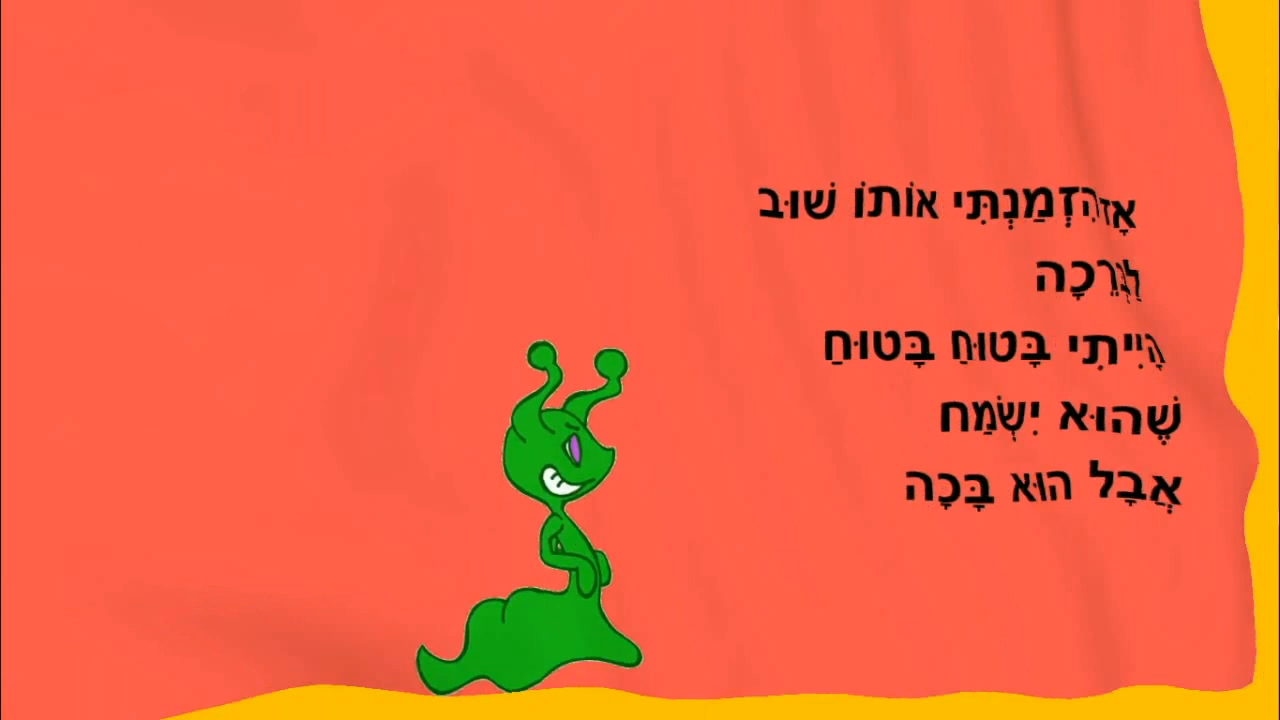 אָז הִזְמַנְתִּי אוֹתוֹ שׁוּב
לַבְּרֵכָה
הָיִיתִי בָּטוּחַ בָּטוּחַ
שֶׁהוּא יִשְׂמַח
אֲבָל הוּא בָּכָה